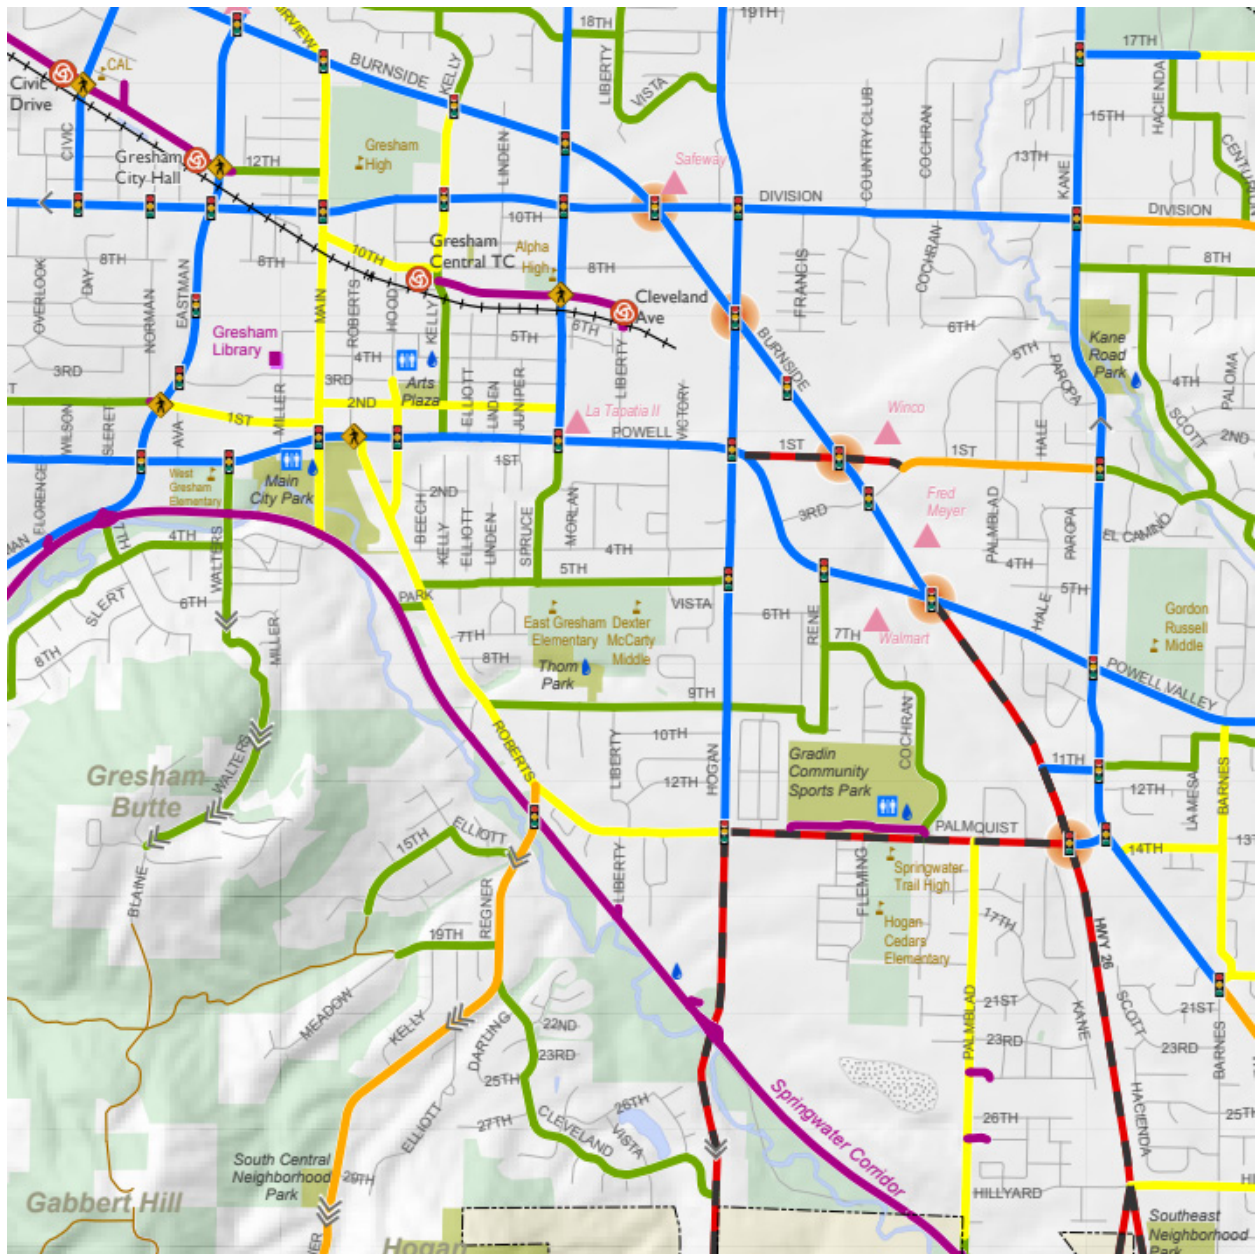 19TH
18TH
FAIRVIEW
17TH
BURNSIDE
KELLY
LIBERTY
VISTA
CAL
Civic
Drive
HACIENDA
COUNTRY CLUB
COCHRAN
15TH
CIVIC
Gresham
City Hall
12TH
Gresham
High
LINDEN
Safeway
13TH
KANE
DIVISION
DIVISION
10TH
10TH
Gresham
Central TC
Alpha
High
8TH
8TH
8TH
8TH
OVERLOOK
DAY
NORMAN
EASTMAN
MAIN
ROBERTS
HOOD
KELLY
Cleveland
Ave
FRANCIS
COCHRAN
6TH
6TH
5TH
5TH
Gresham
Library
4TH
3RD
3RD
Arts
Plaza
LIBERTY
BURNSIDE
Kane
Road
Park
PAROPA
4TH
PALOMA
2ND
MILLER
1ST
ELLIOTT
LINDEN
JUNIPER
La Tapatia II
VICTORY
Winco
SCOTT
2ND
WILSON
SLERET
AVA
POWELL
1ST
1ST
HALE
1ST
FLORENCE
West
Gresham
Elementary
Main
City Park
2ND
Fred
Meyer
3RD
BEECH
KELLY
ELLIOTT
LINDEN
SPRUCE
MORLAN
PALMBLAD
PAROPA
EL CAMINO
7TH
4TH
WALTERS
4TH
4TH
5TH
5TH
SLERT
6TH
PARK
VISTA
6TH
RENE
HALE
Gordon
Russell
Middle
MILLER
7TH
East Gresham
Elementary
Dexter
McCarty
Middle
7TH
Walmart
8TH
8TH
Thom
Park
POWELL VALLEY
9TH
ROBERTS
10TH
LIBERTY
HOGAN
COCHRAN
WALTERS
Gradin
Community
Sports Park
11TH
Gresham
Butte
12TH
12TH
LA MESA
BARNES
PALMQUIST
15TH
ELLIOTT
14TH
LIBERTY
FLEMING
Springwater
Trail High
BLAINE
REGNER
Hogan
Cedars
Elementary
17TH
19TH
HWY 26
MEADOW
KELLY
DARTLING
22ND
23RD
PALMBLAD
21ST
23RD
KANE
SCOTT
21ST
23RD
BARNES
25TH
ELLIOTT
27TH
CLEVELAND
26TH
VISTA
Springwater Corridor
26TH
HACIENDA
South Central
Neighborhood
Park
29TH
Gabbert Hill
HILLYARD
Southeast
Neighborhood
Park
Hogan